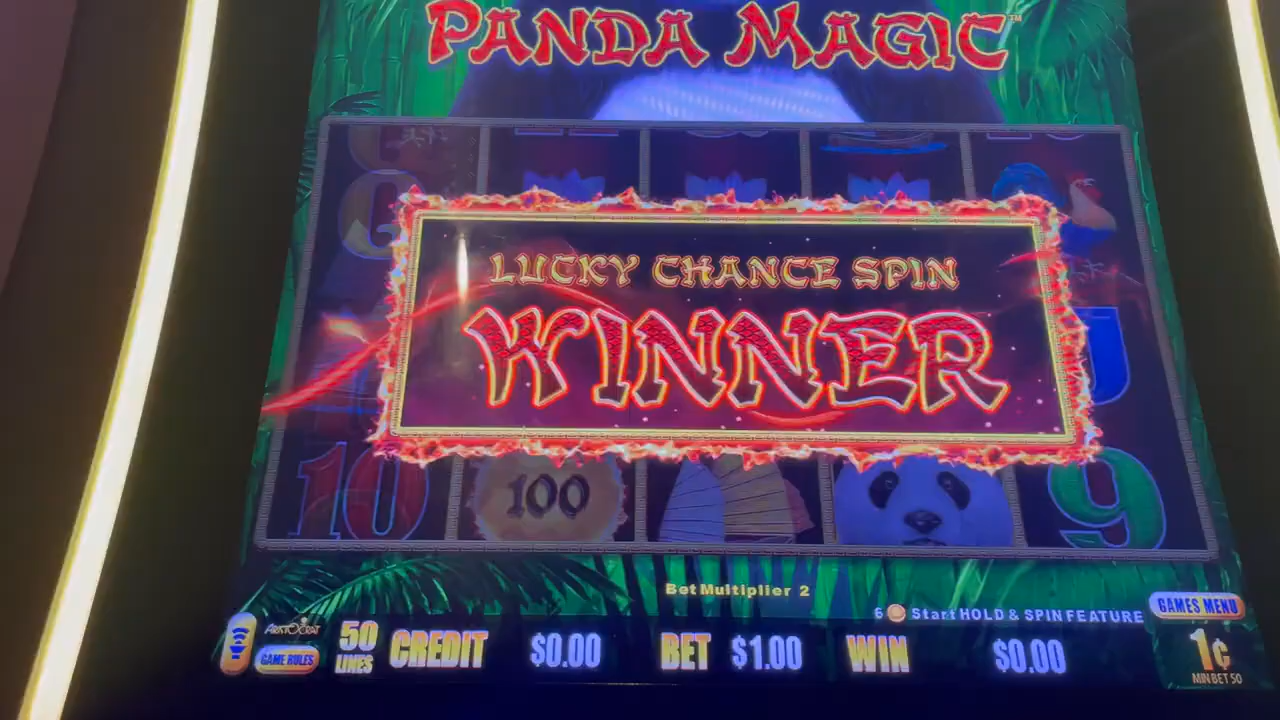 PANDA MAGIC™
LUCKY CHANCE SPIN
WINNER
10
100
9
Bet Multiplier 2
6 Start HOLD & SPIN FEATURE
GAMES MENU
ARISTOCRAT
GAME RULES
50 LINES
CREDIT $0.00
BET $1.00
WIN $0.00
1¢
MIN BET 50